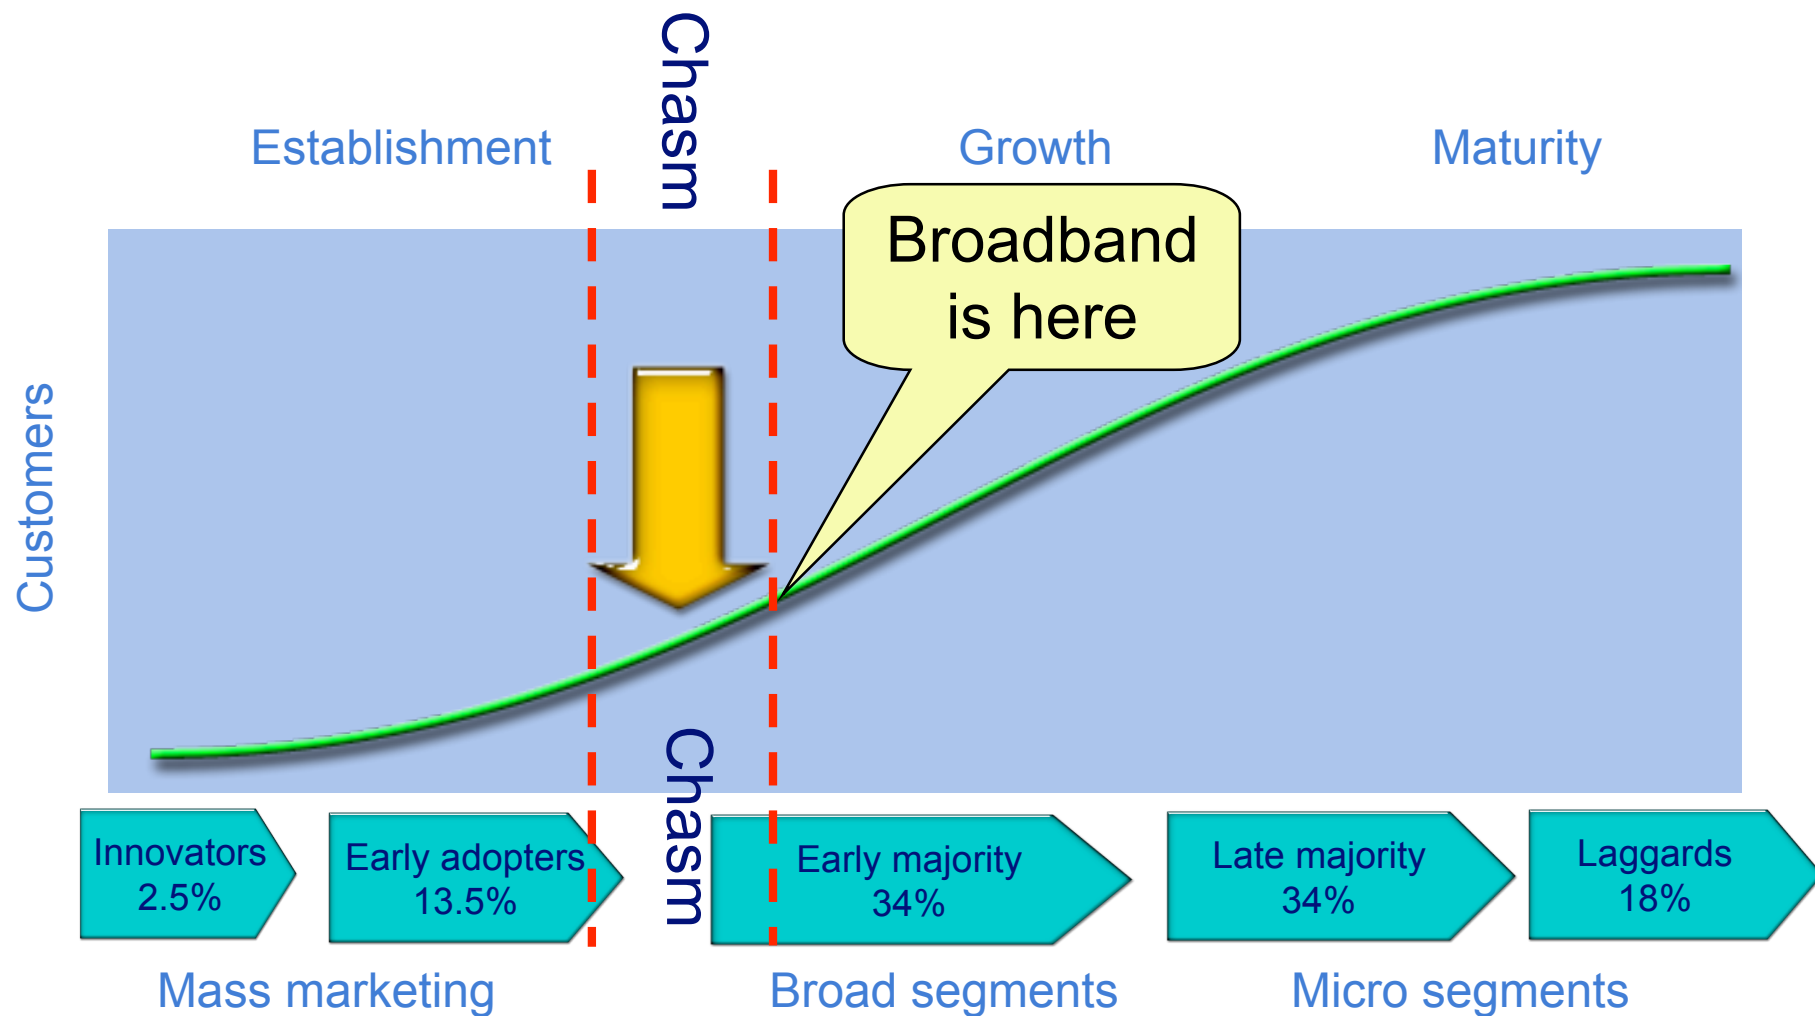 Chasm
Establishment
Growth
Maturity
Broadband
is here
Customers
Chasm
Innovators
2.5%
Early adopters
13.5%
Early majority
34%
Late majority
34%
Laggards
18%
Mass marketing
Broad segments
Micro segments